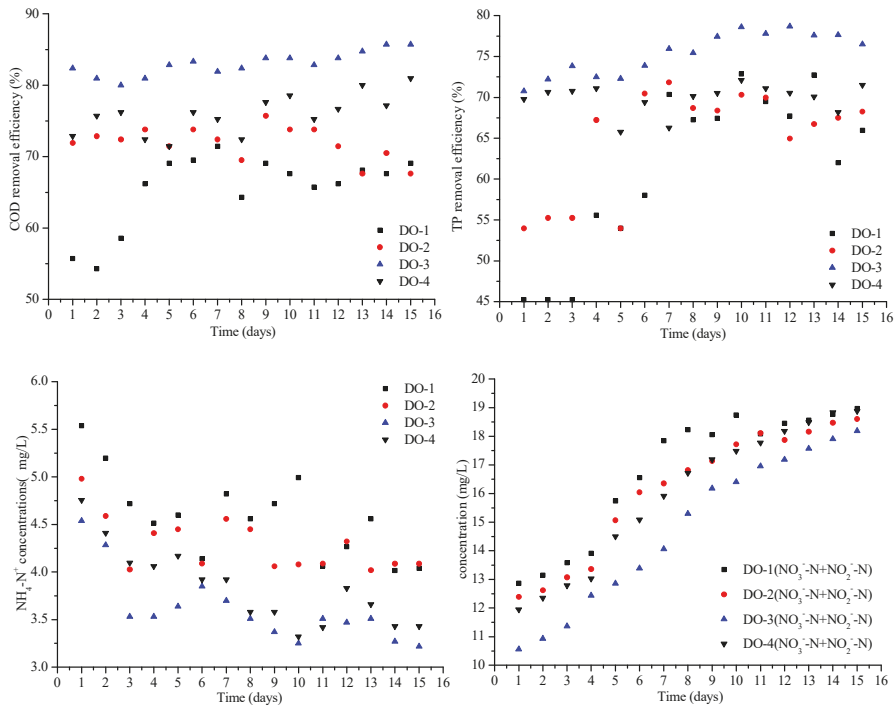 COD removal efficiency (%)
90
80
70
60
50
DO-1
DO-2
DO-3
DO-4
1 2 3 4 5 6 7 8 9 10 11 12 13 14 15 16
Time (days)
TP removal efficiency (%)
80
75
70
65
60
55
50
45
DO-1
DO-2
DO-3
DO-4
0 1 2 3 4 5 6 7 8 9 10 11 12 13 14 15 16
Time (days)
NH₄-N⁺ concentrations( mg/L)
6.0
5.5
5.0
4.5
4.0
3.5
3.0
DO-1
DO-2
DO-3
DO-4
0 1 2 3 4 5 6 7 8 9 10 11 12 13 14 15 16
Time (days)
concentration (mg/L)
19
18
17
16
15
14
13
12
11
10
DO-1(NO₃⁻-N+NO₂⁻-N)
DO-2(NO₃⁻-N+NO₂⁻-N)
DO-3(NO₃⁻-N+NO₂⁻-N)
DO-4(NO₃⁻-N+NO₂⁻-N)
0 1 2 3 4 5 6 7 8 9 10 11 12 13 14 15 16
Time (days)